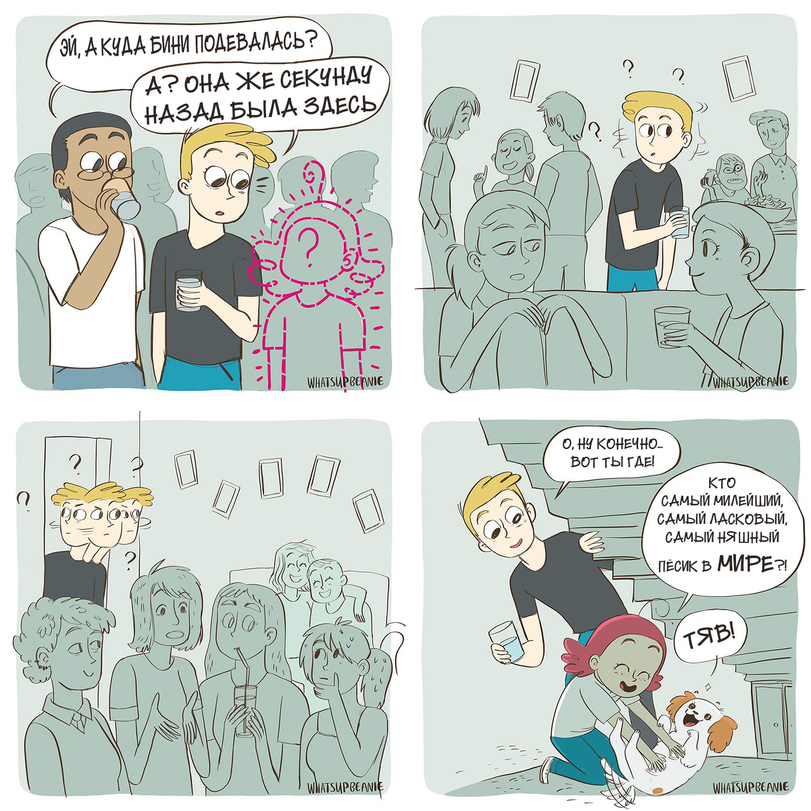 ЭЙ, А КУДА БИНИ ПОДЕВАЛАСЬ?
А? ОНА ЖЕ СЕКУНДУ
НАЗАД БЫЛА ЗДЕСЬ
?
WHATSUPBEANIE
? ?
?
WHATSUPBEANIE
? ?
?
?
?
WHATSUPBEANIE
О, НУ КОНЕЧНО-
ВОТ ТЫ ГДЕ!
КТО
САМЫЙ МИЛЕЙШИЙ,
САМЫЙ ЛАСКОВЫЙ,
САМЫЙ НЯШНЫЙ
ПЁСИК В МИРЕ?!
ТЯВ!
WHATSUPBEANIE